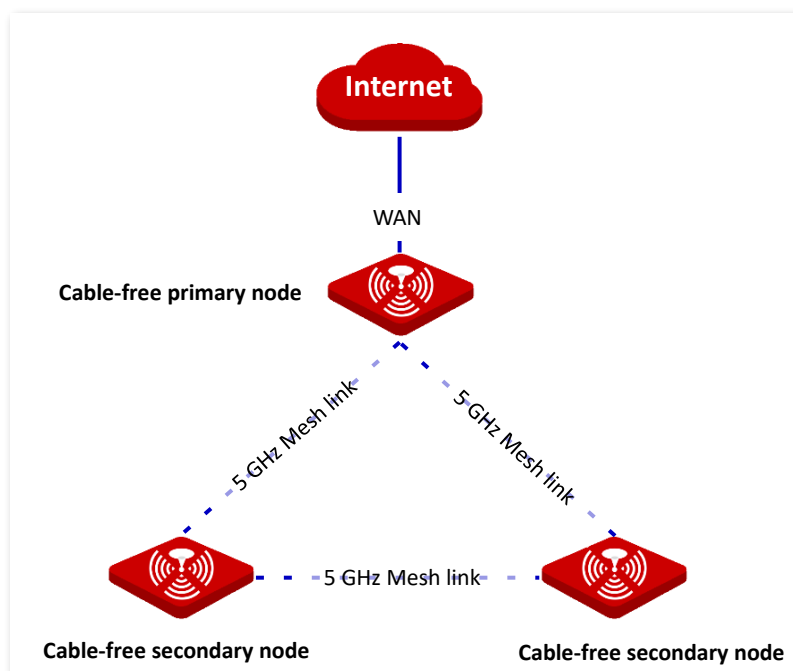 Internet
WAN
Cable-free primary node
5 GHz Mesh link
5 GHz Mesh link
5 GHz Mesh link
Cable-free secondary node
Cable-free secondary node